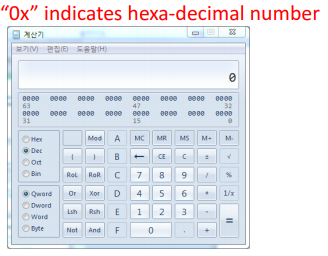 “0x” indicates hexa-decimal number
계산기
보기(V) 편집(E) 도움말(H)
0
0000 0000 0000 0000 0000 0000 0000 0000
63 47 32
0000 0000 0000 0000 0000 0000 0000 0000
31 15 0
Hex Mod A MC MR MS M+ M-
Dec ( ) B ← CE C ± √
Oct
Bin RoL RoR C 7 8 9 / %
Qword Or Xor D 4 5 6 * 1/x
Dword Lsh Rsh E 1 2 3 - =
Word
Byte Not And F 0 . +